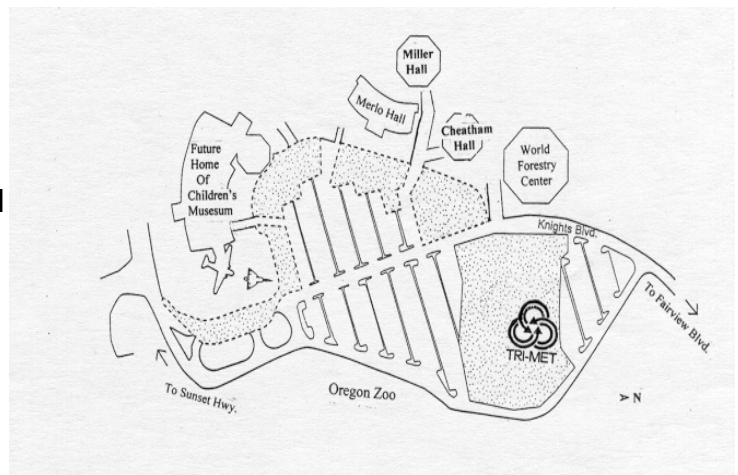 Miller
Hall
Merlo Hall
Cheatham
Hall
Future
Home
Of
Children's
Musesum
World
Forestry
Center
Knights Blvd.
To Fairview Blvd.
TRI-MET
To Sunset Hwy.
Oregon Zoo
N